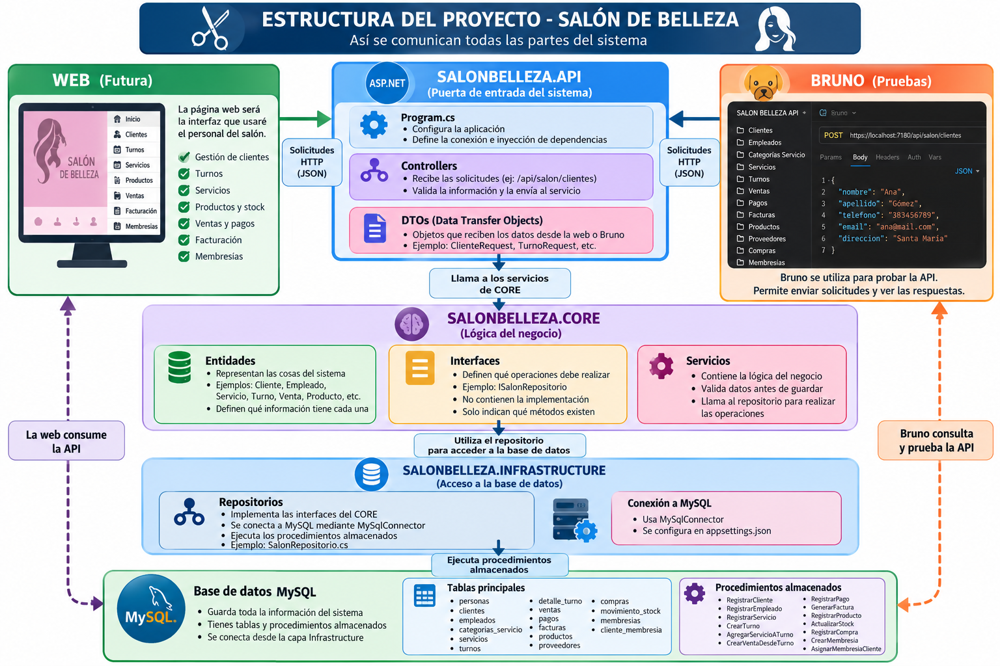 ESTRUCTURA DEL PROYECTO - SALÓN DE BELLEZA
Así se comunican todas las partes del sistema
WEB (Futura)
SALÓN
DE BELLEZA
Inicio
Clientes
Turnos
Servicios
Productos
Ventas
Facturación
Membresías
La página web será
la interfaz que usaré
el personal del salón.
Gestión de clientes
Turnos
Servicios
Productos y stock
Ventas y pagos
Facturación
Membresías
Solicitudes
HTTP
(JSON)
ASP.NET
SALONBELLEZA.API
(Puerta de entrada del sistema)
Program.cs
• Configura la aplicación
• Define la conexión e inyección de dependencias
Controllers
• Recibe las solicitudes (ej: /api/salon/clientes)
• Valida la información y la envía al servicio
DTOs (Data Transfer Objects)
• Objetos que reciben los datos desde la web o Bruno
• Ejemplo: ClienteRequest, TurnoRequest, etc.
Solicitudes
HTTP
(JSON)
BRUNO (Pruebas)
SALON BELLEZA API
Clientes
Empleados
Categorías Servicio
Servicios
Turnos
Ventas
Pagos
Facturas
Productos
Proveedores
Compras
Membresías
Bruno
POST https://localhost:7180/api/salon/clientes
Params Body Headers Auth Vars
JSON
1 {
2 "nombre": "Ana",
3 "apellido": "Gómez",
4 "telefono": "383456789",
5 "email": "ana@mail.com",
6 "direccion": "Santa María"
7 }
Bruno se utiliza para probar la API.
Permite enviar solicitudes y ver las respuestas.
Llama a los servicios
de CORE
SALONBELLEZA.CORE
(Lógica del negocio)
Entidades
• Representan las cosas del sistema
• Ejemplos: Cliente, Empleado,
Servicio, Turno, Venta, Producto, etc.
• Definen qué información tiene cada una
Interfaces
• Definen qué operaciones debe realizar
• Ejemplo: ISalonRepositorio
• No contienen la implementación
• Solo indican qué métodos existen
Servicios
• Contiene la lógica del negocio
• Valida datos antes de guardar
• Llama al repositorio para realizar
las operaciones
La web consume
la API
Utiliza el repositorio
para acceder a la base de datos
Bruno consulta
y prueba la API
SALONBELLEZA.INFRASTRUCTURE
(Acceso a la base de datos)
Repositorios
• Implementa las interfaces del CORE
• Se conecta a MySQL mediante MySqlConnector
• Ejecuta los procedimientos almacenados
• Ejemplo: SalonRepositorio.cs
Conexión a MySQL
• Usa MySqlConnector
• Se configura en appsettings.json
Ejecuta procedimientos
almacenados
MySQL.
Base de datos MySQL
• Guarda toda la información del sistema
• Tienes tablas y procedimientos almacenados
• Se conecta desde la capa Infrastructure
Tablas principales
• personas
• clientes
• empleados
• categorias_servicio
• servicios
• turnos
• detalle_turno
• ventas
• pagos
• facturas
• productos
• proveedores
• compras
• movimiento_stock
• membresias
• cliente_membresia
Procedimientos almacenados
• RegistrarCliente
• RegistrarEmpleado
• RegistrarServicio
• CrearTurno
• AgregarServicioATurno
• CrearVentaDesdeTurno
• RegistrarPago
• GenerarFactura
• RegistrarProducto
• ActualizarStock
• RegistrarCompra
• CrearMembresia
• AsignarMembresiaCliente